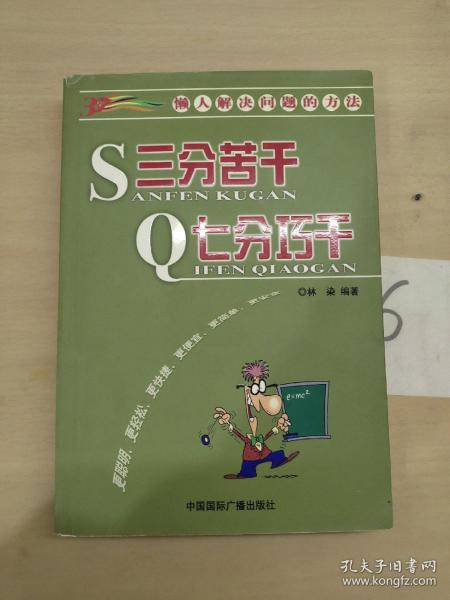 懒人解决问题的方法
S三分苦干
ANFEN KUGAN
Q七分巧干
IFEN QIAOGAN
◎林 染 编著
更聪明、更轻松、更快捷、更便宜、更简单、更安全
e=mc²
中国国际广播出版社
6
孔夫子旧书网
www.kongfz.com